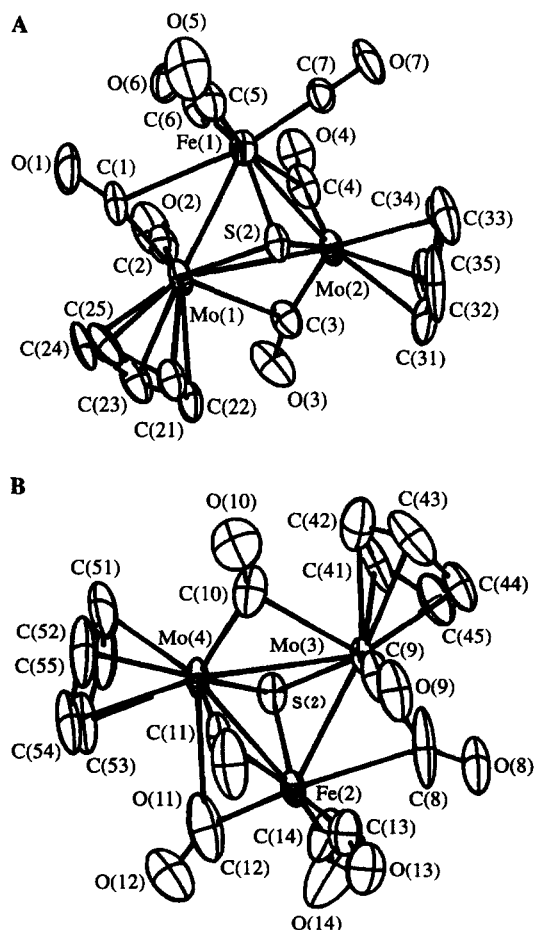 A
O(5)
O(6)
C(7)
O(7)
C(5)
C(6)
O(4)
Fe(1)
O(1)
C(1)
C(4)
C(34)
O(2)
C(33)
S(2)
C(2)
C(35)
Mo(2)
C(25)
C(32)
Mo(1)
C(3)
C(31)
C(24)
C(23)
C(22)
O(3)
C(21)
B
O(10)
C(42)
C(43)
C(51)
C(41)
C(44)
C(10)
C(52)
Mo(4)
Mo(3)
C(9)
C(45)
C(55)
O(9)
S(2)
C(11)
C(54)
C(53)
O(8)
O(11)
Fe(2)
C(8)
C(14)
C(13)
O(12)
C(12)
O(13)
O(14)